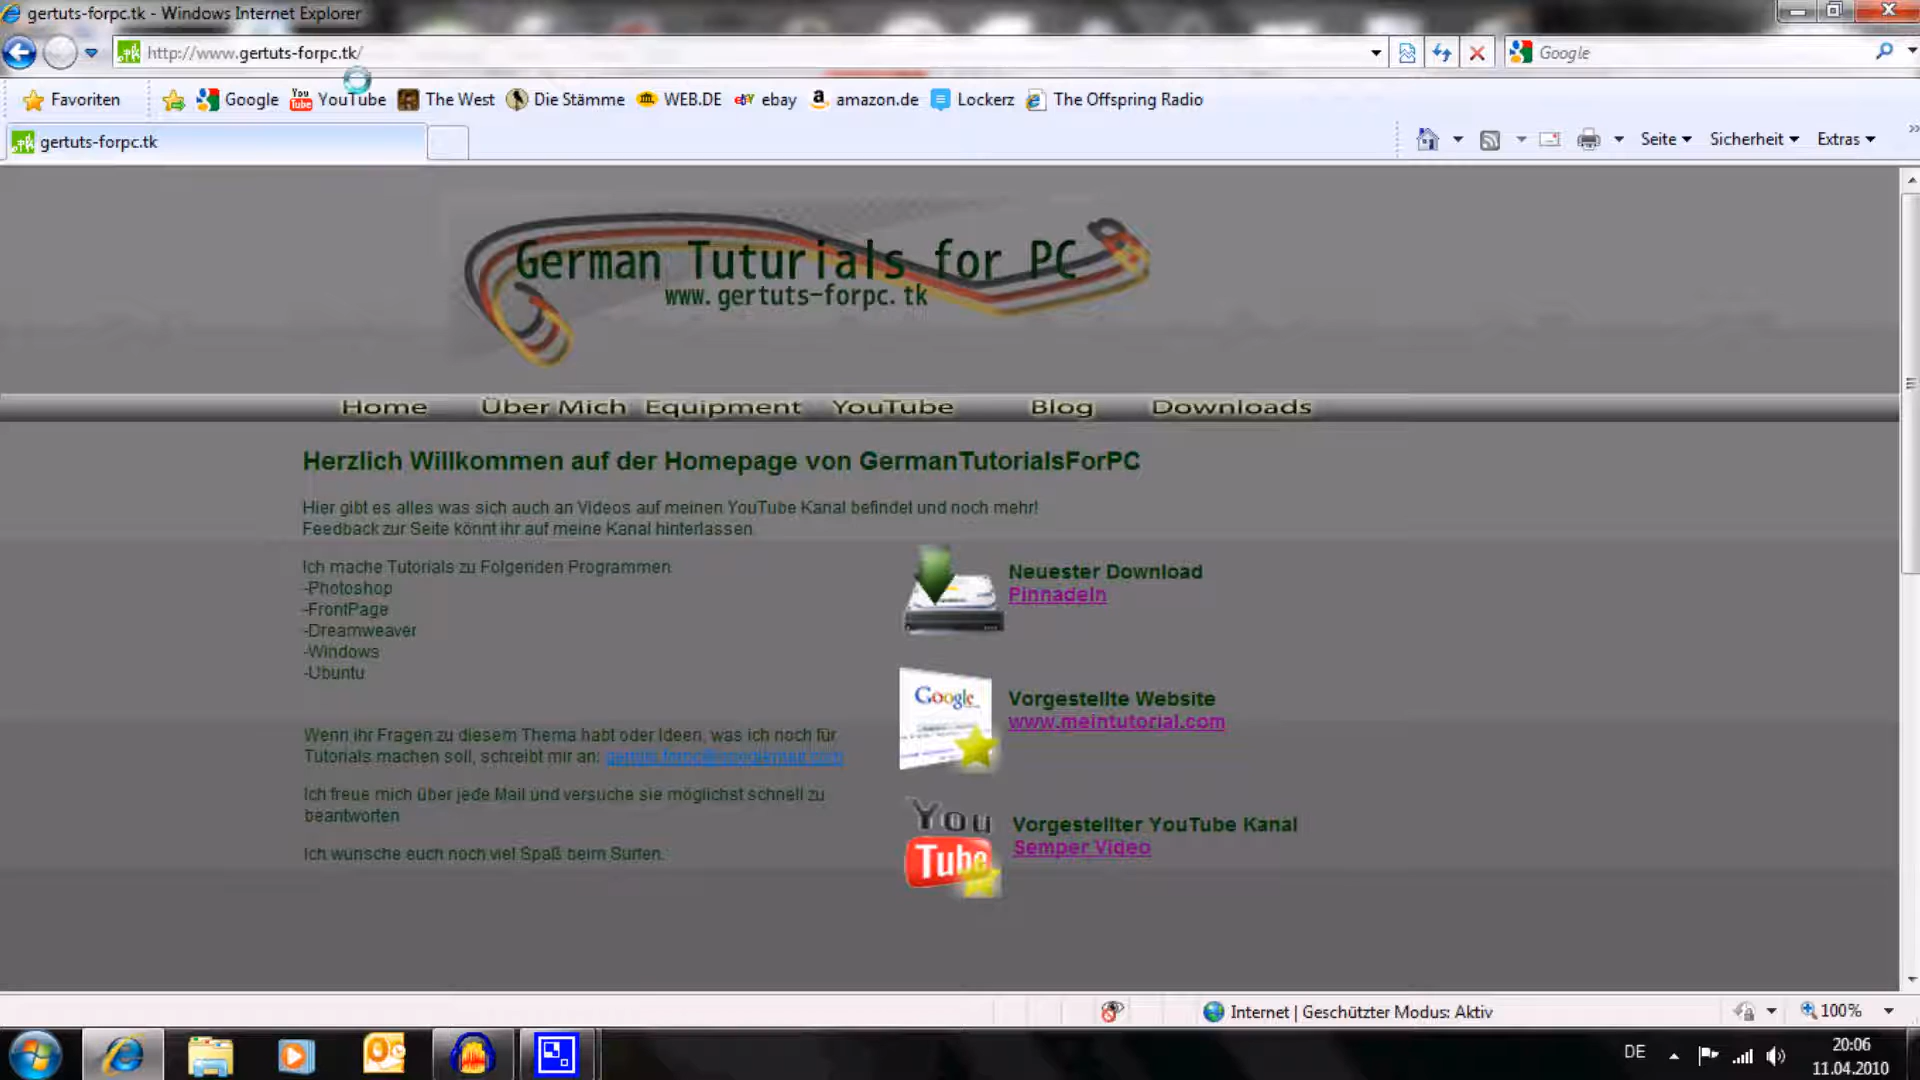 gertuts-forpc.tk - Windows Internet Explorer
http://www.gertuts-forpc.tk/
Google
Favoriten
Google
You Tube
YouTube
The West
Die Stämme
WEB.DE
ebay
amazon.de
Lockerz
The Offspring Radio
gertuts-forpc.tk
Seite
Sicherheit
Extras
German Tuturials for PC
www.gertuts-forpc.tk
Home
Über Mich
Equipment
YouTube
Blog
Downloads
Herzlich Willkommen auf der Homepage von GermanTutorialsForPC
Hier gibt es alles was sich auch an Videos auf meinen YouTube Kanal befindet und noch mehr!
Feedback zur Seite könnt ihr auf meine Kanal hinterlassen.
Ich mache Tutorials zu Folgenden Programmen
-Photoshop
-FrontPage
-Dreamweaver
-Windows
-Ubuntu
Neuester Download
Pinnadeln
Google
Vorgestellte Website
www.meintutorial.com
Wenn ihr Fragen zu diesem Thema habt oder Ideen, was ich noch für
Tutorials machen soll, schreibt mir an:
Ich freue mich über jede Mail und versuche sie möglichst schnell zu
beantworten
Ich wünsche euch noch viel Spaß beim Surfen.
You
Tube
Vorgestellter YouTube Kanal
Semper Video
Internet | Geschützter Modus: Aktiv
100%
DE
20:06
11.04.2010